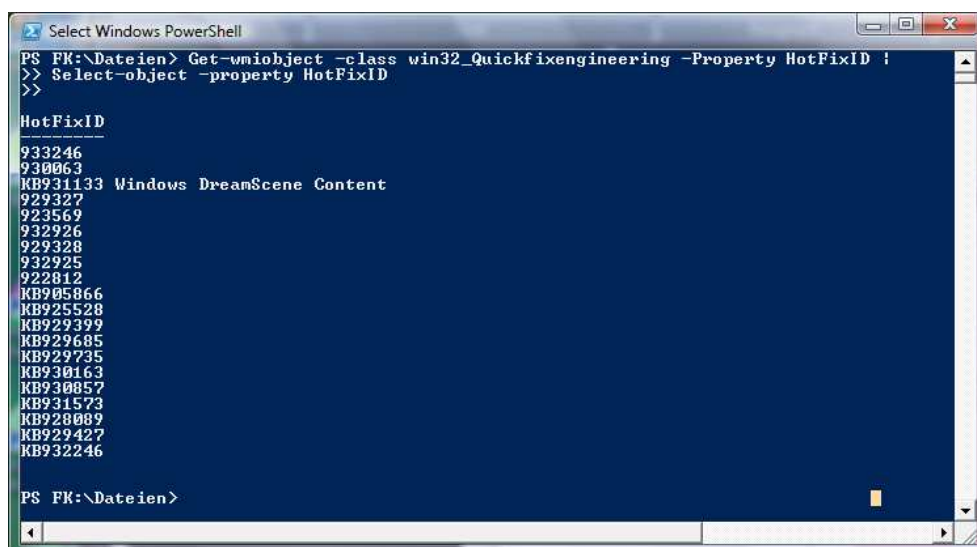 Select Windows PowerShell
PS FK:\Dateien> Get-wmiobject -class win32_Quickfixengineering -Property HotFixID |
>> Select-object -property HotFixID
>>
HotFixID
--------
933246
930063
KB931133 Windows DreamScene Content
929327
923569
932926
929328
932925
922812
KB905866
KB925528
KB929399
KB929685
KB929735
KB930163
KB930857
KB931573
KB928089
KB929427
KB932246
PS FK:\Dateien>